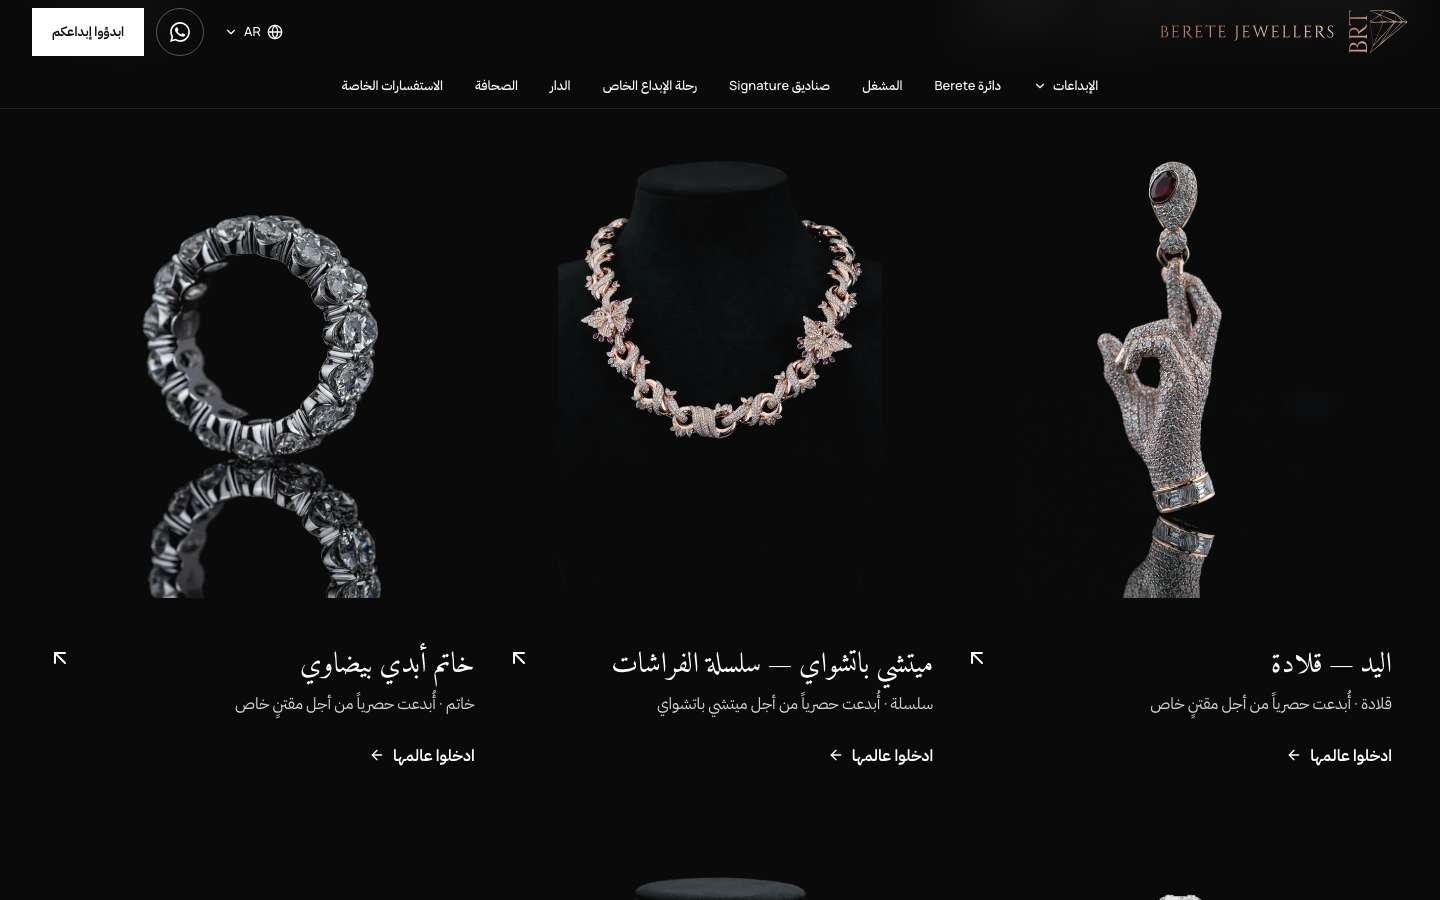 BRT
BERETE JEWELLERS
AR
ابدؤوا إبداعكم
الإبداعات
دائرة Berete
المشغل
صناديق Signature
رحلة الإبداع الخاص
الدار
الصحافة
الاستفسارات الخاصة
اليد — قلادة
قلادة · أُبدعت حصرياً من أجل مقتنٍ خاص
ادخلوا عالمها
ميتشي باتشواي — سلسلة الفراشات
سلسلة · أُبدعت حصرياً من أجل ميتشي باتشواي
ادخلوا عالمها
خاتم أبدي بيضاوي
خاتم · أُبدعت حصرياً من أجل مقتنٍ خاص
ادخلوا عالمها